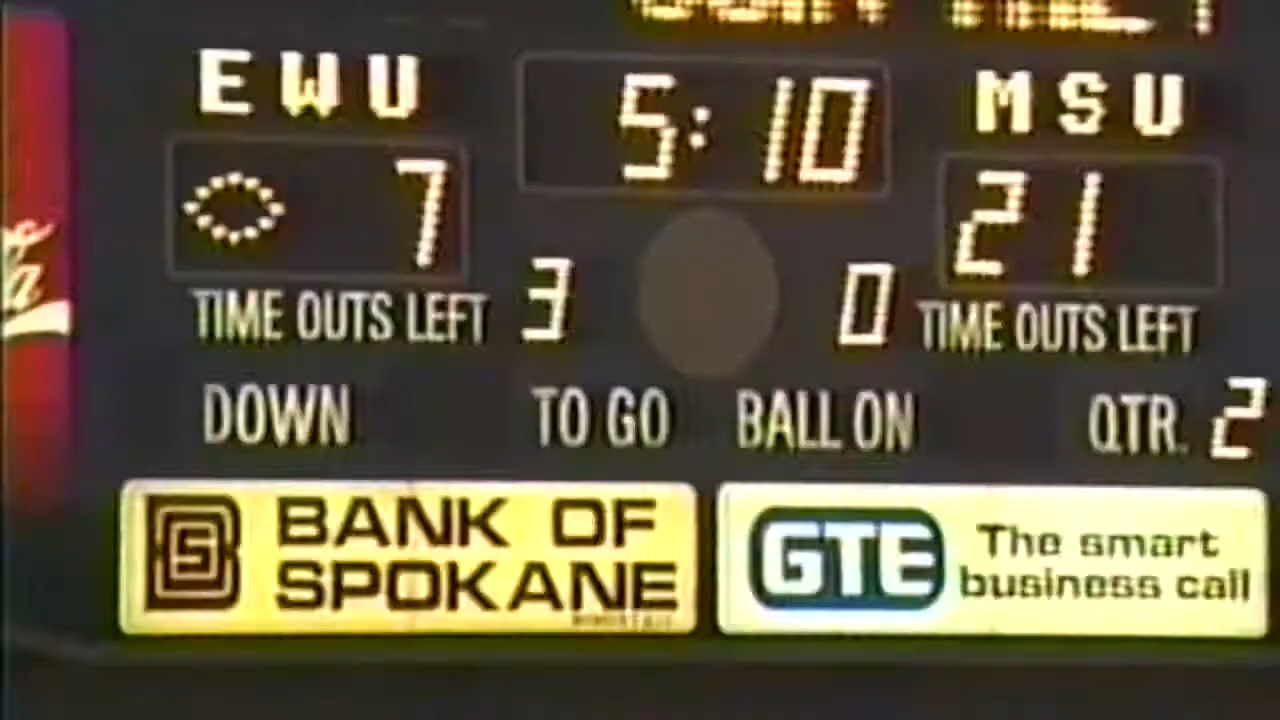 EWU 5:10 MSU
7 21
TIME OUTS LEFT 3 0 TIME OUTS LEFT
DOWN TO GO BALL ON QTR. 2
BANK OF
SPOKANE
GTE
The smart
business call